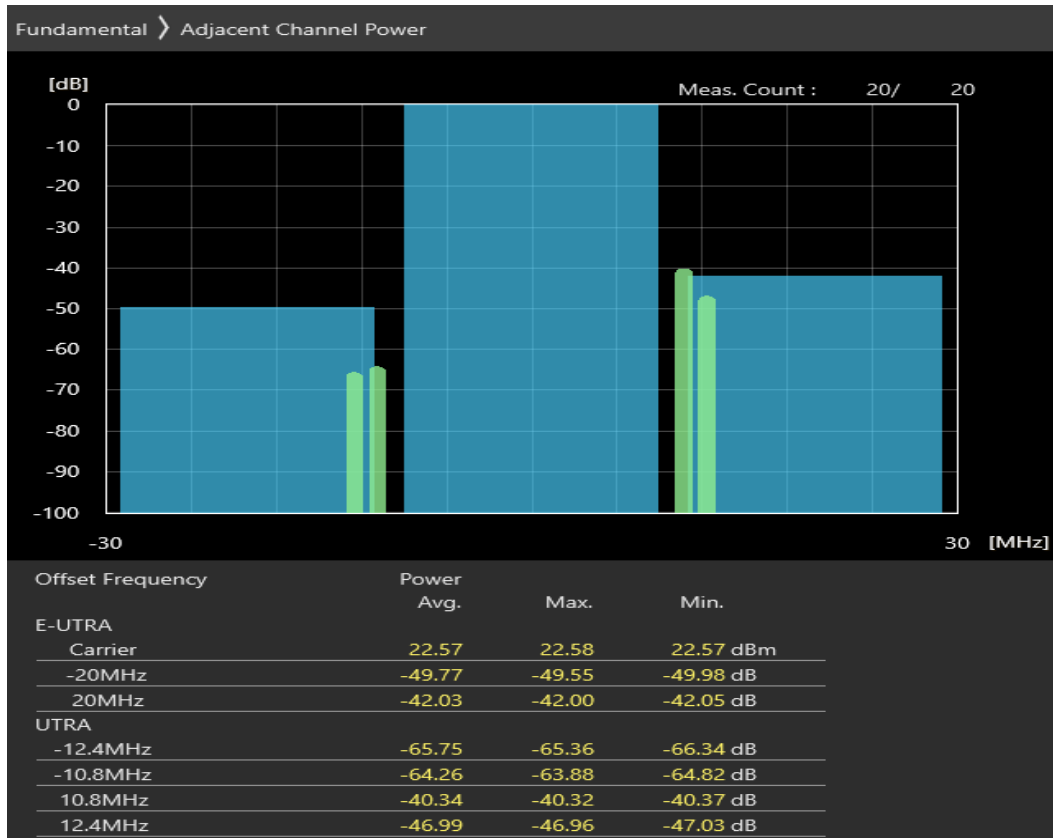 Fundamental ❭ Adjacent Channel Power
[dB]
Meas. Count : 20/ 20
0
-10
-20
-30
-40
-50
-60
-70
-80
-90
-100
-30 30 [MHz]
Offset Frequency Power
Avg. Max. Min.
E-UTRA
Carrier 22.57 22.58 22.57 dBm
-20MHz -49.77 -49.55 -49.98 dB
20MHz -42.03 -42.00 -42.05 dB
UTRA
-12.4MHz -65.75 -65.36 -66.34 dB
-10.8MHz -64.26 -63.88 -64.82 dB
10.8MHz -40.34 -40.32 -40.37 dB
12.4MHz -46.99 -46.96 -47.03 dB